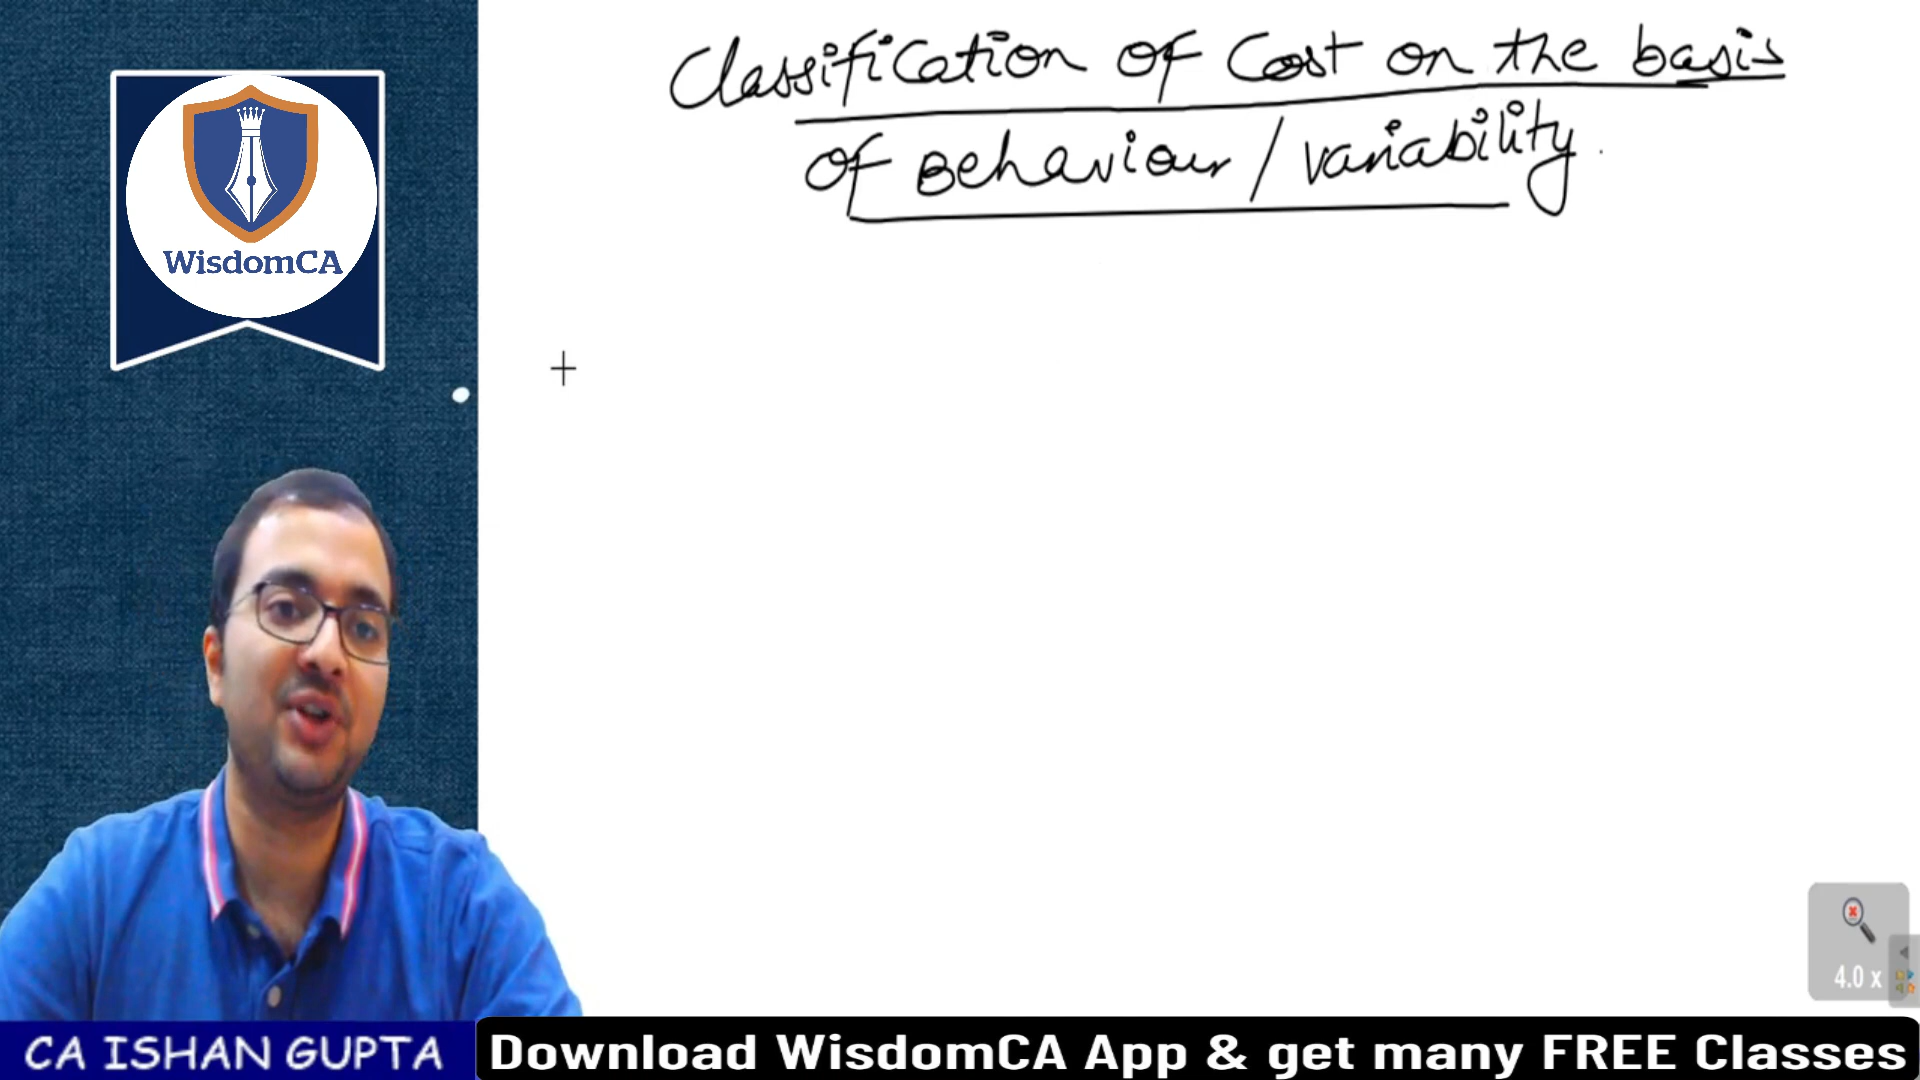 Classification of Cost on the basis
of Behaviour / variability.
WisdomCA
4.0 x
CA ISHAN GUPTA
Download WisdomCA App & get many FREE Classes